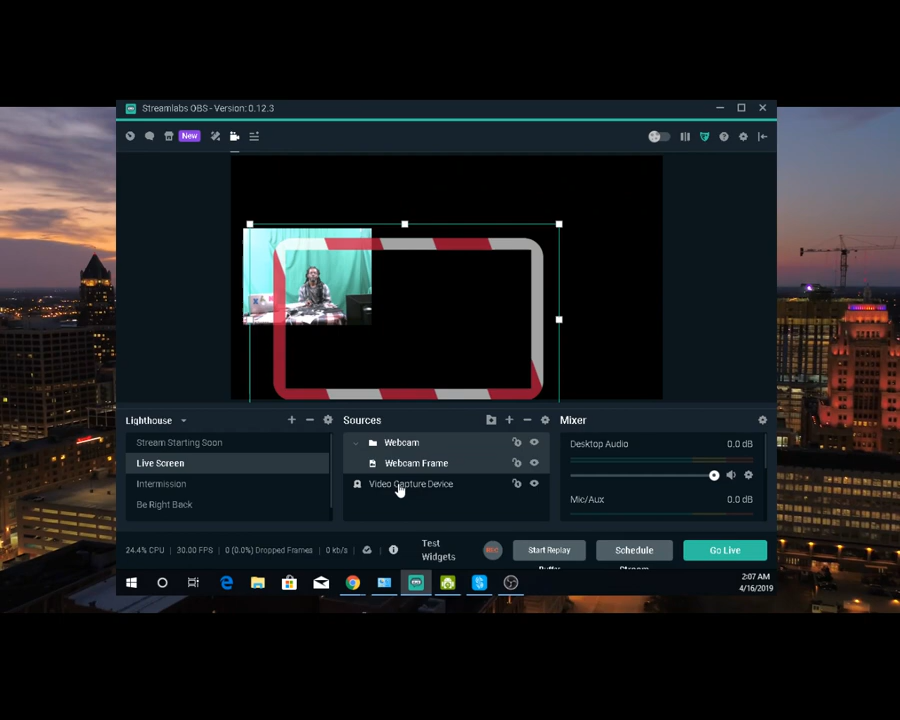 Streamlabs OBS - Version: 0.12.3
New
Lighthouse
Stream Starting Soon
Live Screen
Intermission
Be Right Back
Sources
Webcam
Webcam Frame
Video Capture Device
Mixer
Desktop Audio 0.0 dB
Mic/Aux 0.0 dB
24.4% CPU | 30.00 FPS | 0 (0.0%) Dropped Frames | 0 kb/s
Test
Widgets
REC
Start Replay
Buffer
Schedule
Stream
Go Live
2:07 AM
4/16/2019